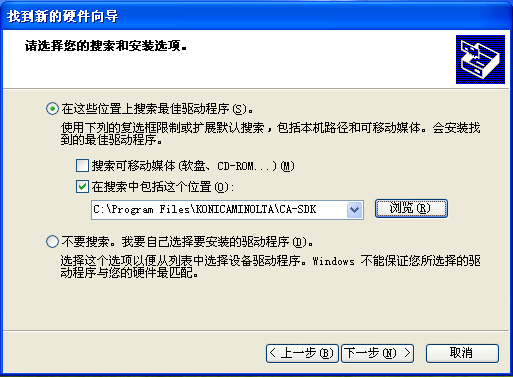 找到新的硬件向导
请选择您的搜索和安装选项。
在这些位置上搜索最佳驱动程序(S)。
使用下列的复选框限制或扩展默认搜索，包括本机路径和可移动媒体。会安装找
到的最佳驱动程序。
搜索可移动媒体(软盘、CD-ROM...)(M)
在搜索中包括这个位置(O):
C:\Program Files\KONICAMINOLTA\CA-SDK
浏览(R)
不要搜索。我要自己选择要安装的驱动程序(D)。
选择这个选项以便从列表中选择设备驱动程序。Windows 不能保证您所选择的驱
动程序与您的硬件最匹配。
< 上一步(B) 下一步(N) > 取消